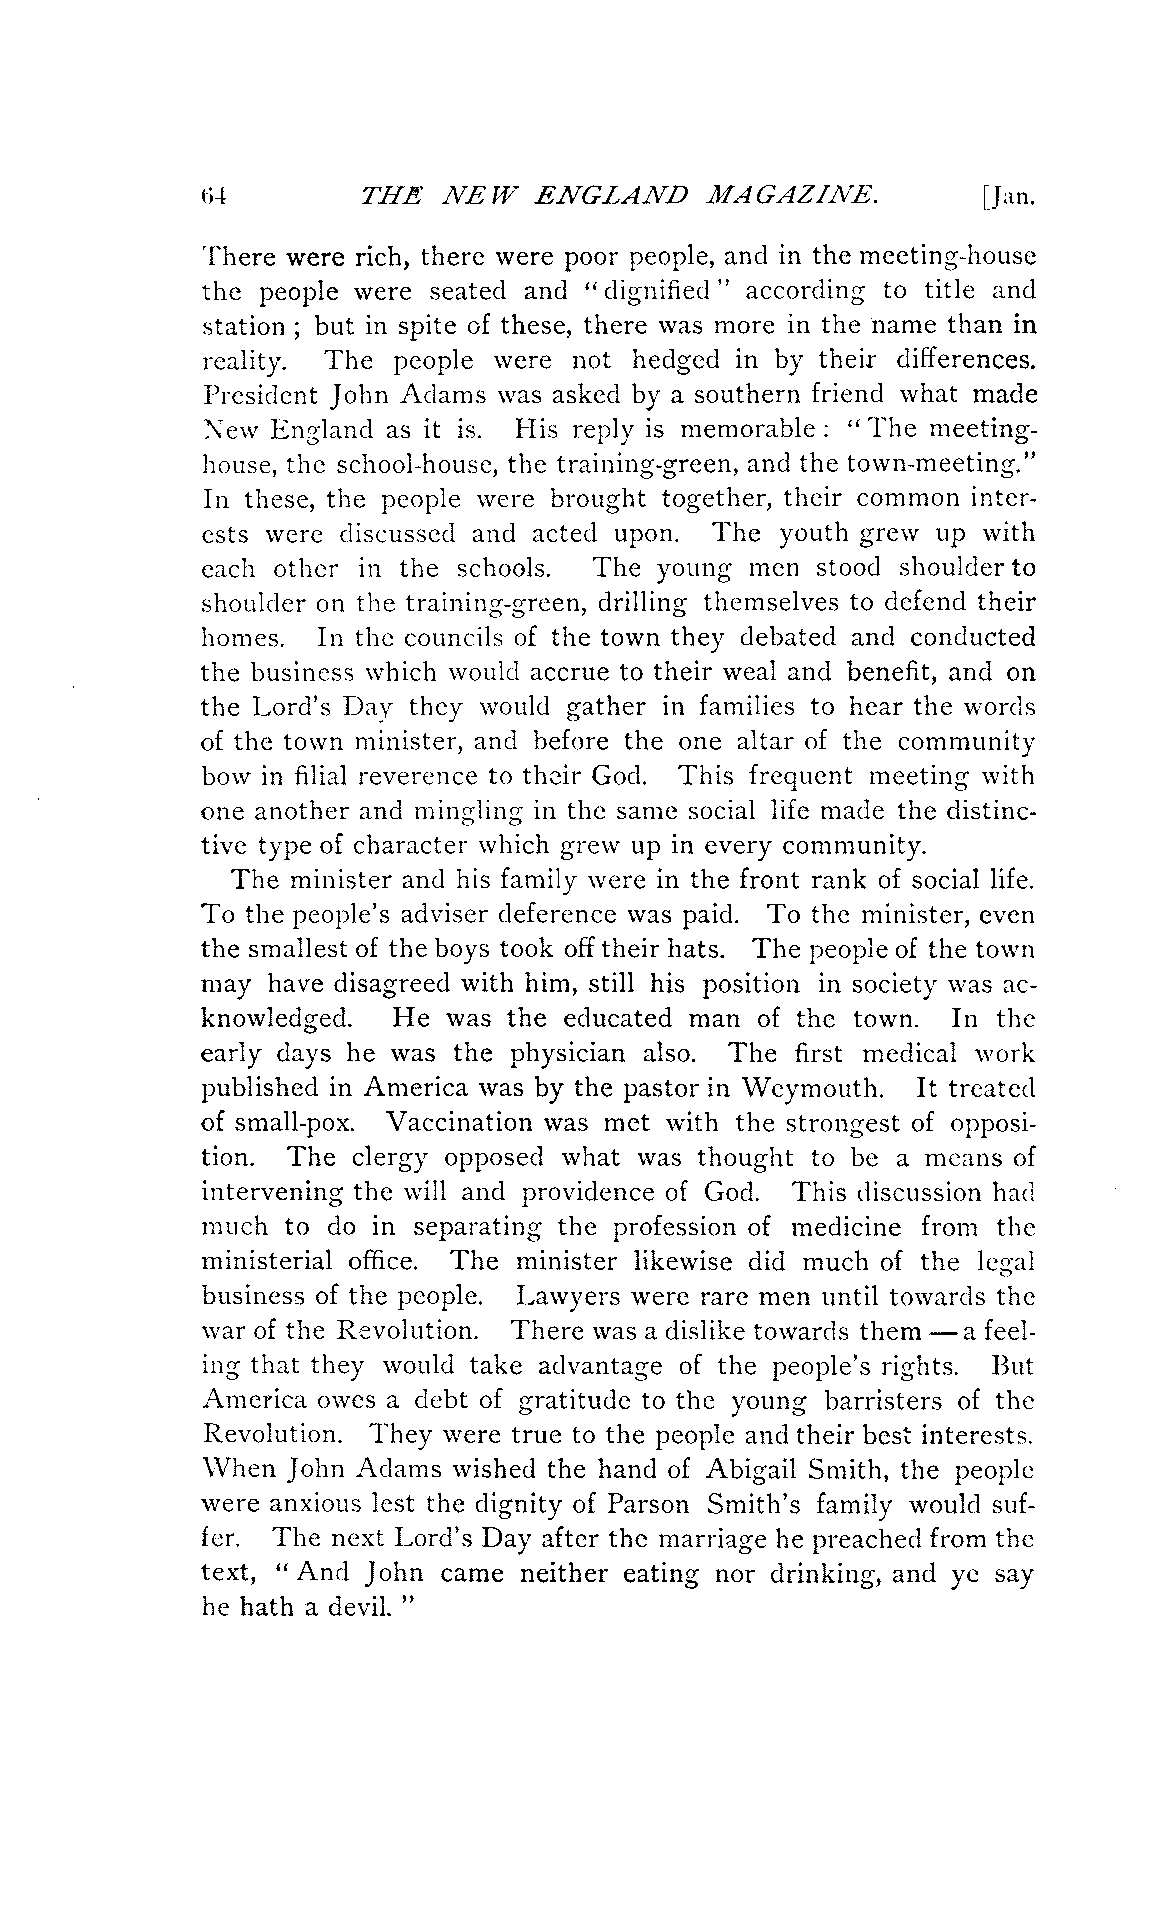 64 THE NEW ENGLAND MAGAZINE. [Jan.
There were rich, there were poor people, and in the meeting-house
the people were seated and "dignified" according to title and
station ; but in spite of these, there was more in the name than in
reality. The people were not hedged in by their differences.
President John Adams was asked by a southern friend what made
New England as it is. His reply is memorable : "The meeting-
house, the school-house, the training-green, and the town-meeting."
In these, the people were brought together, their common inter-
ests were discussed and acted upon. The youth grew up with
each other in the schools. The young men stood shoulder to
shoulder on the training-green, drilling themselves to defend their
homes. In the councils of the town they debated and conducted
the business which would accrue to their weal and benefit, and on
the Lord's Day they would gather in families to hear the words
of the town minister, and before the one altar of the community
bow in filial reverence to their God. This frequent meeting with
one another and mingling in the same social life made the distinc-
tive type of character which grew up in every community.
The minister and his family were in the front rank of social life.
To the people's adviser deference was paid. To the minister, even
the smallest of the boys took off their hats. The people of the town
may have disagreed with him, still his position in society was ac-
knowledged. He was the educated man of the town. In the
early days he was the physician also. The first medical work
published in America was by the pastor in Weymouth. It treated
of small-pox. Vaccination was met with the strongest of opposi-
tion. The clergy opposed what was thought to be a means of
intervening the will and providence of God. This discussion had
much to do in separating the profession of medicine from the
ministerial office. The minister likewise did much of the legal
business of the people. Lawyers were rare men until towards the
war of the Revolution. There was a dislike towards them — a feel-
ing that they would take advantage of the people's rights. But
America owes a debt of gratitude to the young barristers of the
Revolution. They were true to the people and their best interests.
When John Adams wished the hand of Abigail Smith, the people
were anxious lest the dignity of Parson Smith's family would suf-
fer. The next Lord's Day after the marriage he preached from the
text, "And John came neither eating nor drinking, and ye say
he hath a devil. "